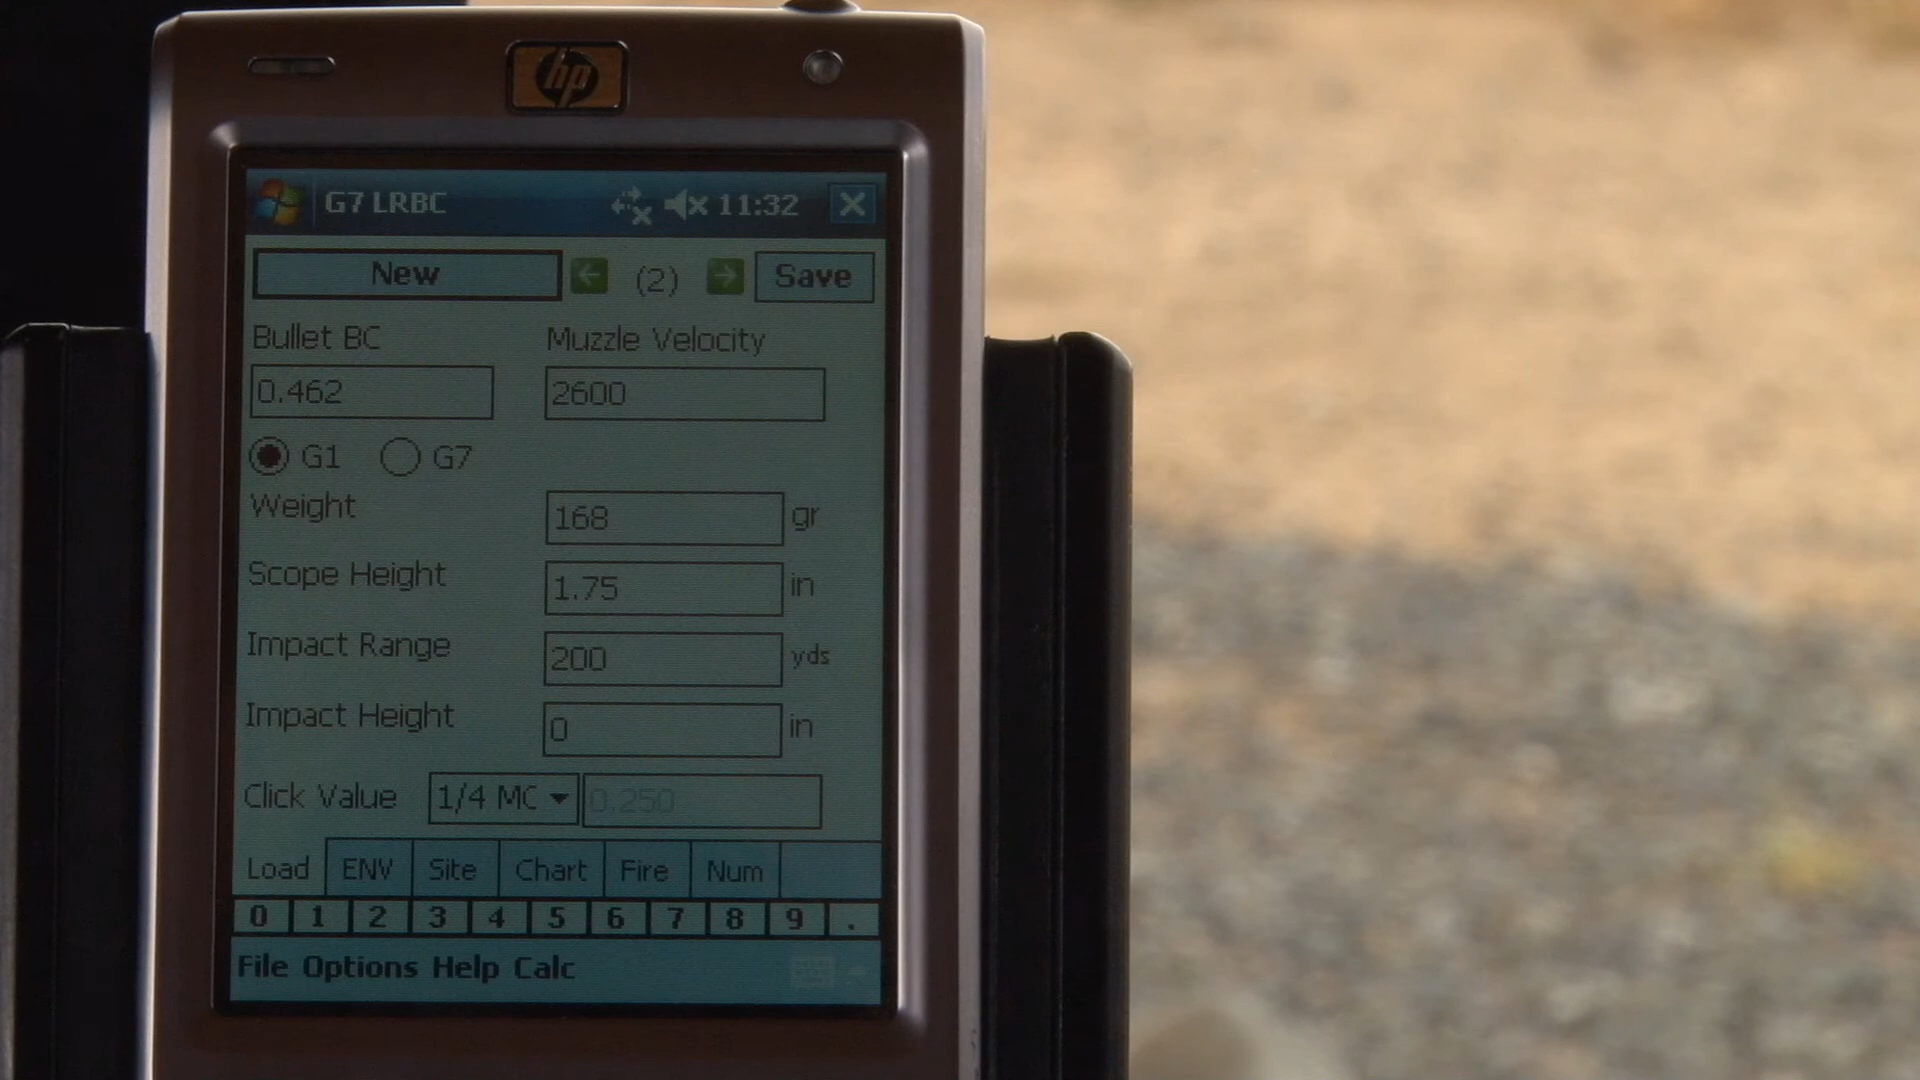 hp
G7 LRBC 11:32
New (2) Save
Bullet BC Muzzle Velocity
0.462 2600
G1 G7
Weight 168 gr
Scope Height 1.75 in
Impact Range 200 yds
Impact Height 0 in
Click Value 1/4 MC 0.250
Load ENV Site Chart Fire Num
0 1 2 3 4 5 6 7 8 9 .
File Options Help Calc